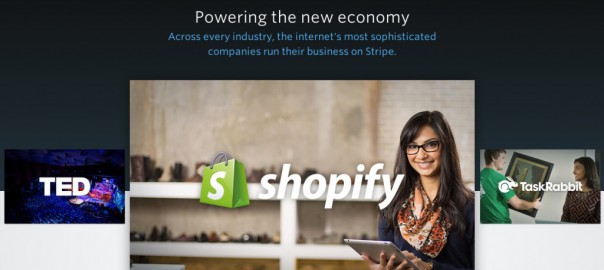 Powering the new economy
Across every industry, the internet's most sophisticated
companies run their business on Stripe.
TED
S shopify
TaskRabbit